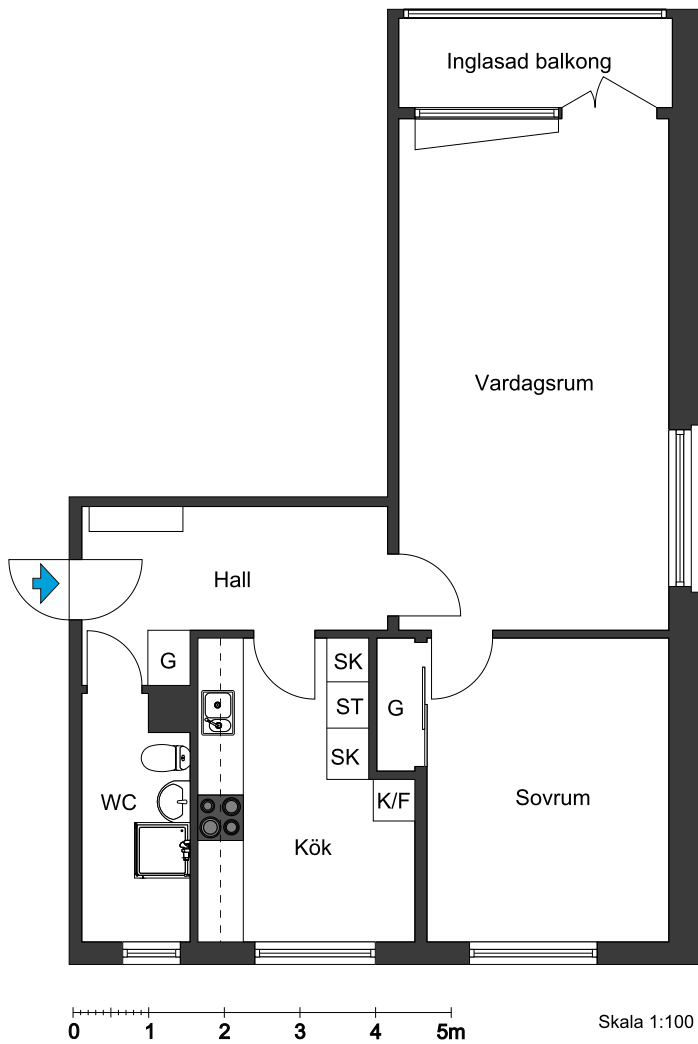 Inglasad balkong
Vardagsrum
Hall
G
SK
ST
G
SK
WC
K/F
Sovrum
Kök
0 1 2 3 4 5m
Skala 1:100